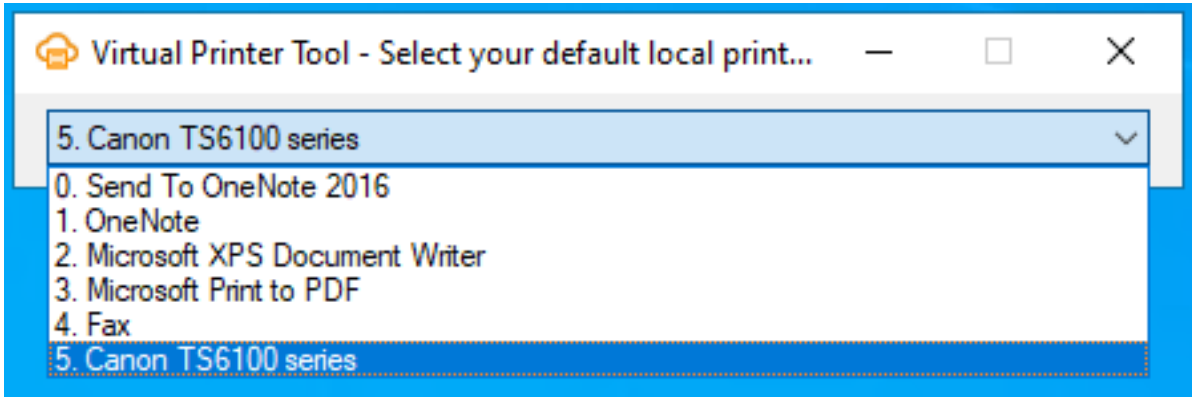 Virtual Printer Tool - Select your default local print...
5. Canon TS6100 series
0. Send To OneNote 2016
1. OneNote
2. Microsoft XPS Document Writer
3. Microsoft Print to PDF
4. Fax
5. Canon TS6100 series